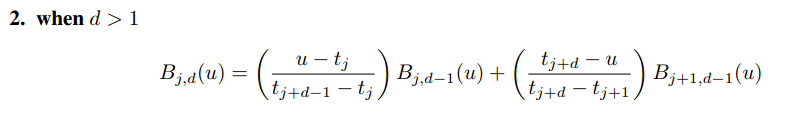 2. when d > 1
B_{j,d}(u) = \left( \frac{u - t_j}{t_{j+d-1} - t_j} \right) B_{j,d-1}(u) + \left( \frac{t_{j+d} - u}{t_{j+d} - t_{j+1}} \right) B_{j+1,d-1}(u)